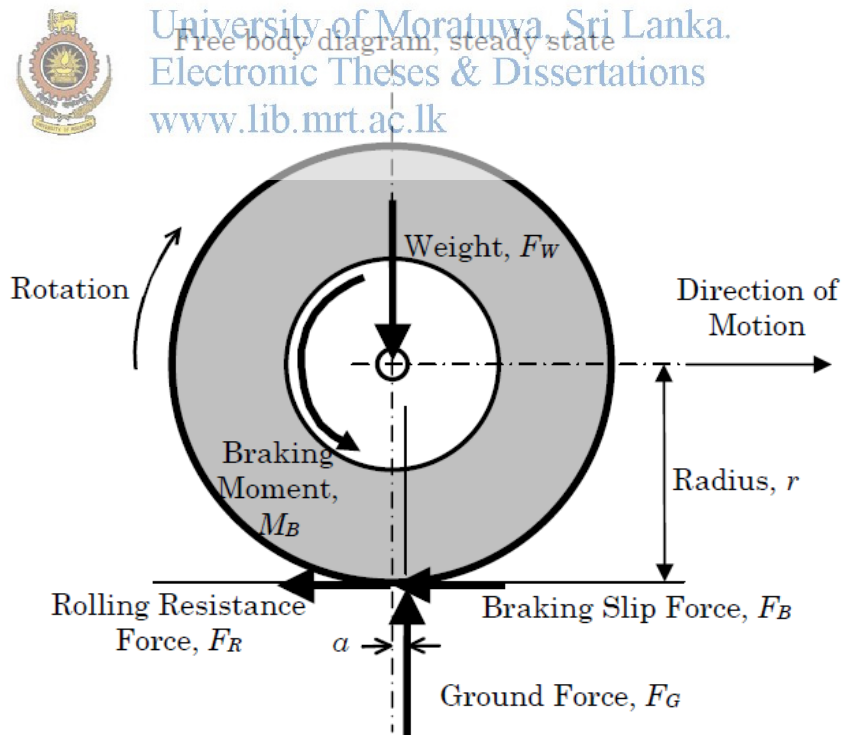 University of Moratuwa, Sri Lanka.
Free body diagram, steady state
Electronic Theses & Dissertations
www.lib.mrt.ac.lk
Weight, FW
Rotation
Direction of
Motion
Braking
Moment,
MB
Radius, r
Rolling Resistance
Force, FR
Braking Slip Force, FB
a
Ground Force, FG